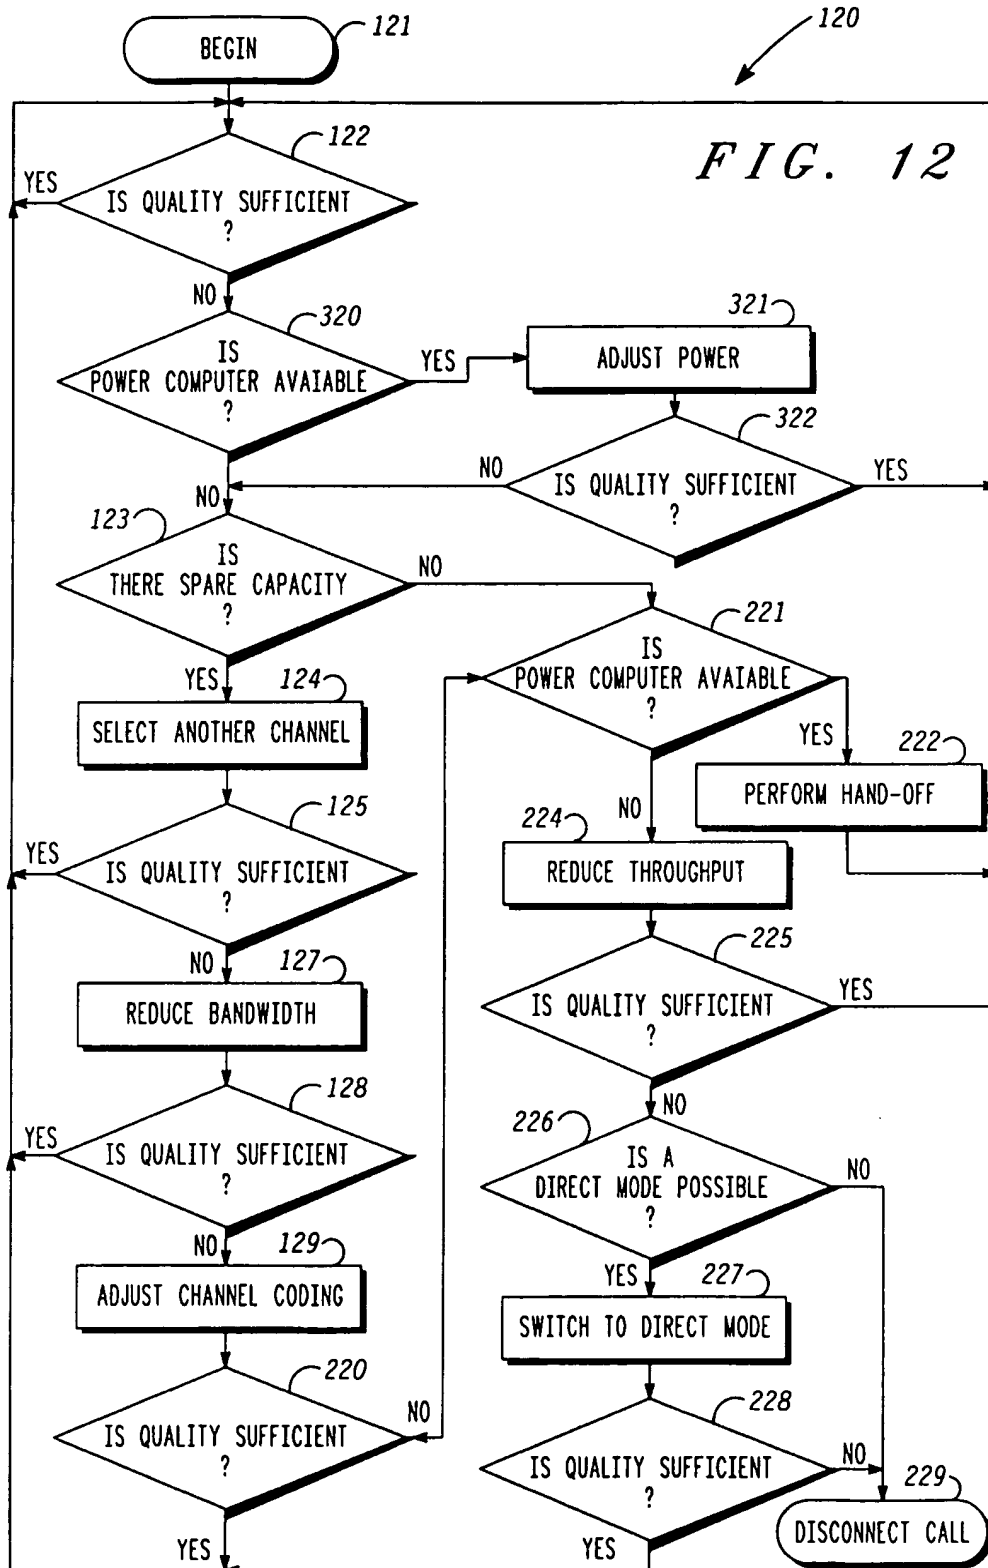 BEGIN
121
120
FIG. 12
122
YES
IS QUALITY SUFFICIENT
?
NO
320
IS
POWER COMPUTER AVAIABLE
?
YES
321
ADJUST POWER
322
NO
IS QUALITY SUFFICIENT
?
YES
NO
123
IS
THERE SPARE CAPACITY
?
NO
YES
124
SELECT ANOTHER CHANNEL
221
IS
POWER COMPUTER AVAIABLE
?
YES
222
PERFORM HAND-OFF
NO
224
REDUCE THROUGHPUT
125
YES
IS QUALITY SUFFICIENT
?
NO
127
REDUCE BANDWIDTH
225
IS QUALITY SUFFICIENT
?
YES
NO
128
YES
IS QUALITY SUFFICIENT
?
NO
129
ADJUST CHANNEL CODING
226
IS A
DIRECT MODE POSSIBLE
?
NO
YES
227
SWITCH TO DIRECT MODE
220
IS QUALITY SUFFICIENT
?
NO
YES
228
IS QUALITY SUFFICIENT
?
NO
YES
229
DISCONNECT CALL